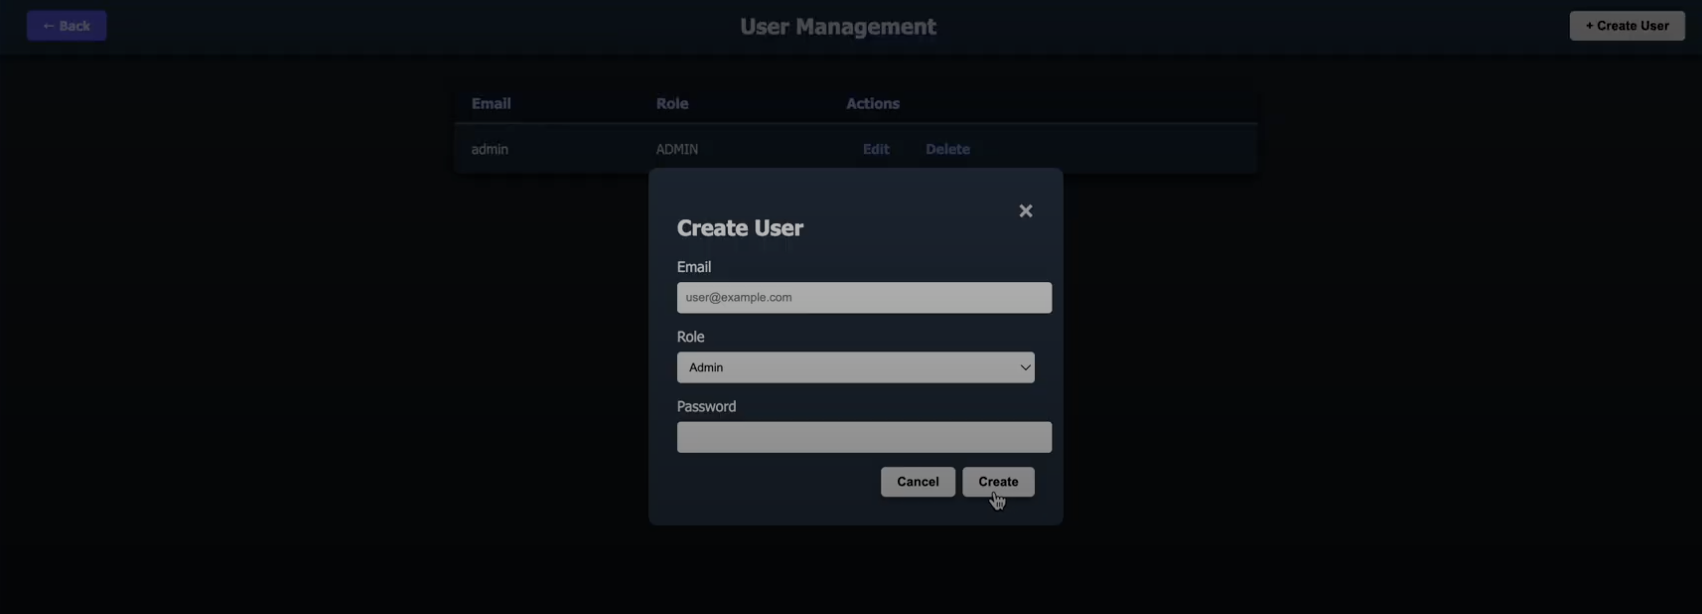 ← Back
User Management
+ Create User
Email Role Actions
admin ADMIN Edit Delete
×
Create User
Email
user@example.com
Role
Admin
Password
Cancel Create